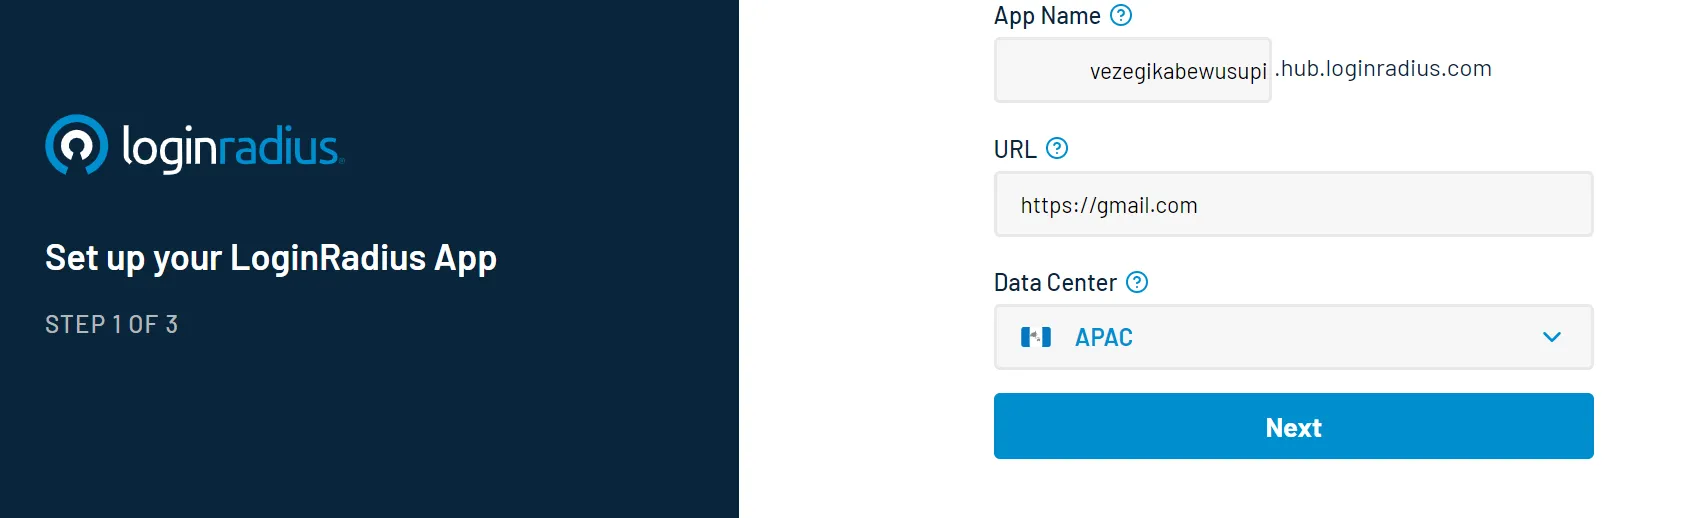 loginradius
Set up your LoginRadius App
STEP 1 OF 3
App Name ?
vezegikabewusupi .hub.loginradius.com
URL ?
https://gmail.com
Data Center ?
APAC
Next